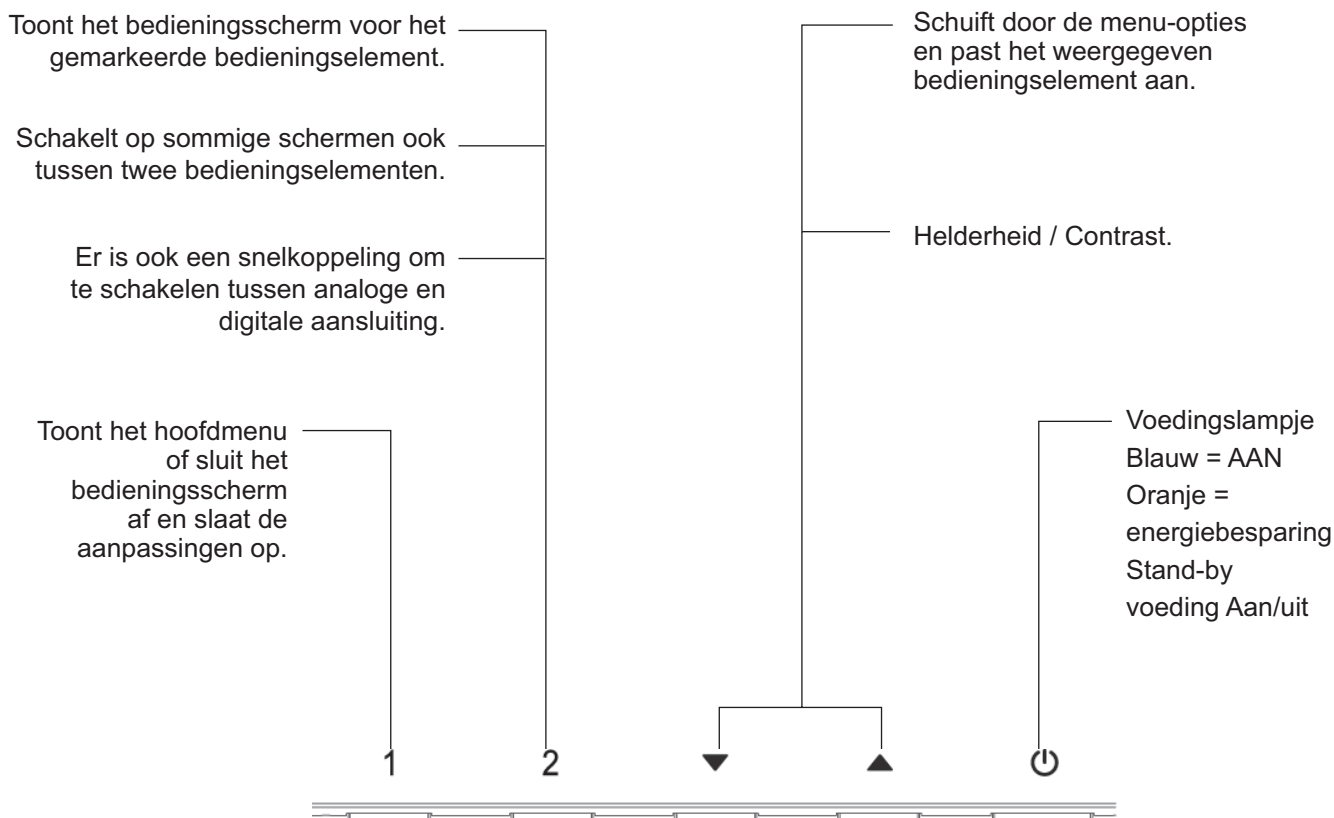 Toont het bedieningsscherm voor het
gemarkeerde bedieningselement.
Schakelt op sommige schermen ook
tussen twee bedieningselementen.
Er is ook een snelkoppeling om
te schakelen tussen analoge en
digitale aansluiting.
Toont het hoofdmenu
of sluit het
bedieningsscherm
af en slaat de
aanpassingen op.
Schuift door de menu-opties
en past het weergegeven
bedieningselement aan.
Helderheid / Contrast.
Voedingslampje
Blauw = AAN
Oranje =
energiebesparing
Stand-by
voeding Aan/uit
1 2 ▼ ▲ ⏻